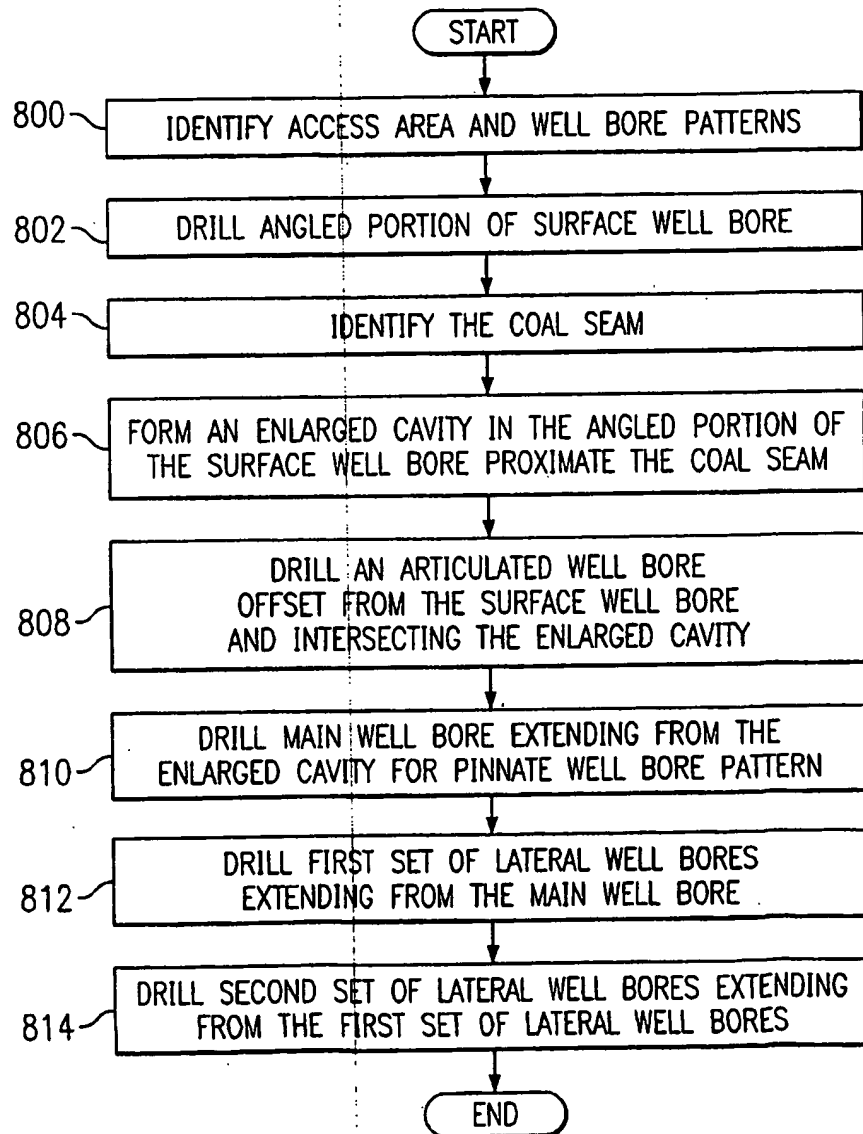 START
800
IDENTIFY ACCESS AREA AND WELL BORE PATTERNS
802
DRILL ANGLED PORTION OF SURFACE WELL BORE
804
IDENTIFY THE COAL SEAM
806
FORM AN ENLARGED CAVITY IN THE ANGLED PORTION OF
THE SURFACE WELL BORE PROXIMATE THE COAL SEAM
808
DRILL AN ARTICULATED WELL BORE
OFFSET FROM THE SURFACE WELL BORE
AND INTERSECTING THE ENLARGED CAVITY
810
DRILL MAIN WELL BORE EXTENDING FROM THE
ENLARGED CAVITY FOR PINNATE WELL BORE PATTERN
812
DRILL FIRST SET OF LATERAL WELL BORES
EXTENDING FROM THE MAIN WELL BORE
814
DRILL SECOND SET OF LATERAL WELL BORES EXTENDING
FROM THE FIRST SET OF LATERAL WELL BORES
END